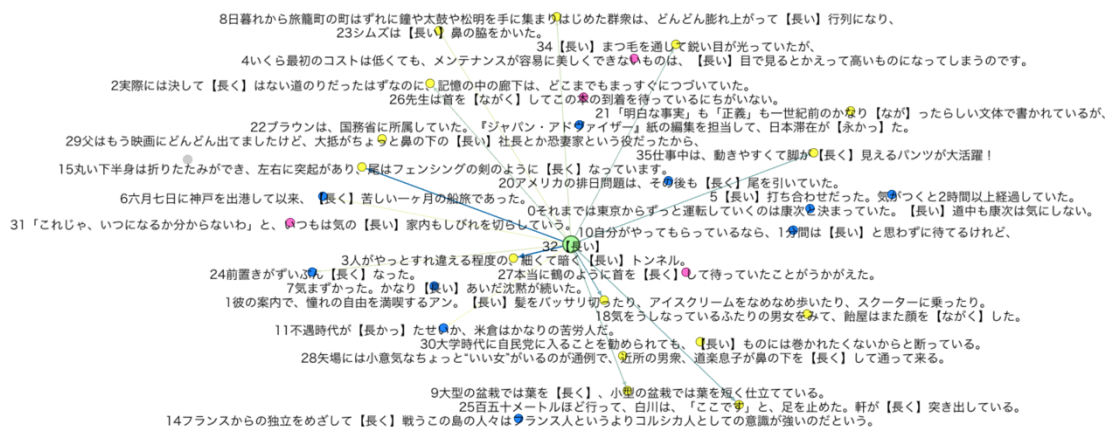 8日暮れから旅籠町の町はずれに鐘や太鼓や松明を手に集まりはじめた群衆は、どんどん膨れ上がって【長い】行列になり、
23シムズは【長い】鼻の脇をかいた。
34【長い】まつ毛を通して鋭い目が光っていたが、
4いくら最初のコストは低くても、メンテナンスが容易に美しくできないものは、【長い】目で見るとかえって高いものになってしまうのです。
2実際には決して【長く】はない道のりだったはずなのに、記憶の中の廊下は、どこまでもまっすぐにつづいていた。
26先生は首を【ながく】してこの本の到着を待っているにちがいない。
21「明白な事実」も「正義」も一世紀前のかなり【なが】ったらしい文体で書かれているが、
22ブラウンは、国務省に所属していた。『ジャパン・アドヴァイザー』紙の編集を担当して、日本滞在が【永かっ】た。
29父はもう映画にどんどん出てましたけど、大抵がちょっと鼻の下の【長い】社長とか恐妻家という役だったから、
35仕事中は、動きやすくて脚が【長く】見えるパンツが大活躍！
15丸い下半身は折りたたみができ、左右に突起があり、尾はフェンシングの剣のように【長く】なっています。
20アメリカの排日問題は、その後も【長く】尾を引いていた。
6六月七日に神戸を出港して以来、【長く】苦しい一ヶ月の船旅であった。
5【長い】打ち合わせだった。気がつくと2時間以上経過していた。
0それまでは東京からずっと運転していくのは康次と決まっていた。【長い】道中も康次は気にしない。
31「これじゃ、いつになるか分からないわ」と、いつもは気の【長い】家内もしびれを切らしている。
10自分がやってもらっているなら、1分間は【長い】と思わずに待てるけれど、
32【長い】
3人がやっとすれ違える程度の、細くて暗く【長い】トンネル。
24前置きがずいぶん【長く】なった。
27本当に鶴のように首を【長く】して待っていたことがうかがえた。
7気まずかった。かなり【長い】あいだ沈黙が続いた。
1彼の案内で、憧れの自由を満喫するアン。【長い】髪をバッサリ切ったり、アイスクリームをなめなめ歩いたり、スクーターに乗ったり。
18気をうしなっているふたりの男女をみて、飴屋はまた顔を【ながく】した。
11不遇時代が【長かっ】たせいか、米倉はかなりの苦労人だ。
30大学時代に自民党に入ることを勧められても、【長い】ものには巻かれたくないからと断っている。
28矢場には小意気なちょっと“いい女”がいるのが通例で、近所の男衆、道楽息子が鼻の下を【長く】して通って来る。
9大型の盆栽では葉を【長く】、小型の盆栽では葉を短く仕立てている。
25百五十メートルほど行って、白川は、「ここです」と、足を止めた。軒が【長く】突き出している。
14フランスからの独立をめざして【長く】戦うこの島の人々はフランス人というよりコルシカ人としての意識が強いのだという。